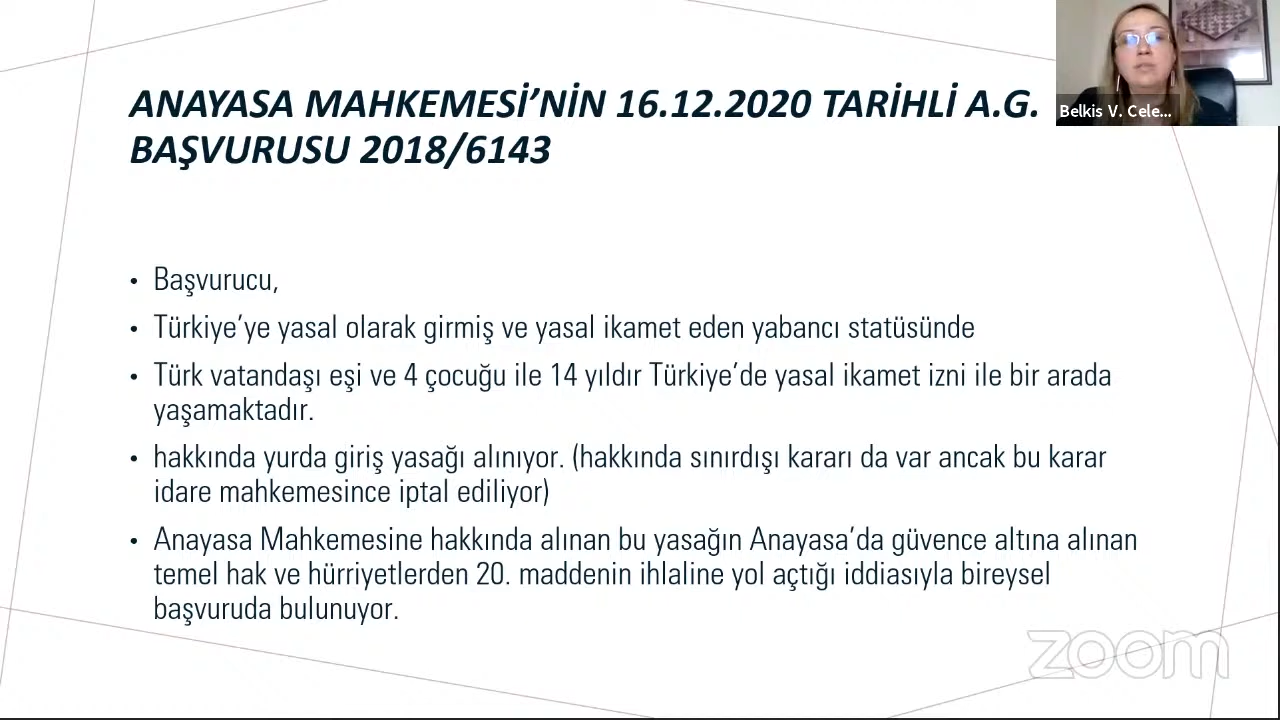 ANAYASA MAHKEMESİ’NİN 16.12.2020 TARİHLİ A.G.
BAŞVURUSU 2018/6143
Belkis V. Cele...
• Başvurucu,
• Türkiye’ye yasal olarak girmiş ve yasal ikamet eden yabancı statüsünde
• Türk vatandaşı eşi ve 4 çocuğu ile 14 yıldır Türkiye’de yasal ikamet izni ile bir arada
yaşamaktadır.
• hakkında yurda giriş yasağı alınıyor. (hakkında sınırdışı kararı da var ancak bu karar
idare mahkemesince iptal ediliyor)
• Anayasa Mahkemesine hakkında alınan bu yasağın Anayasa’da güvence altına alınan
temel hak ve hürriyetlerden 20. maddenin ihlaline yol açtığı iddiasıyla bireysel
başvuruda bulunuyor.
zoom